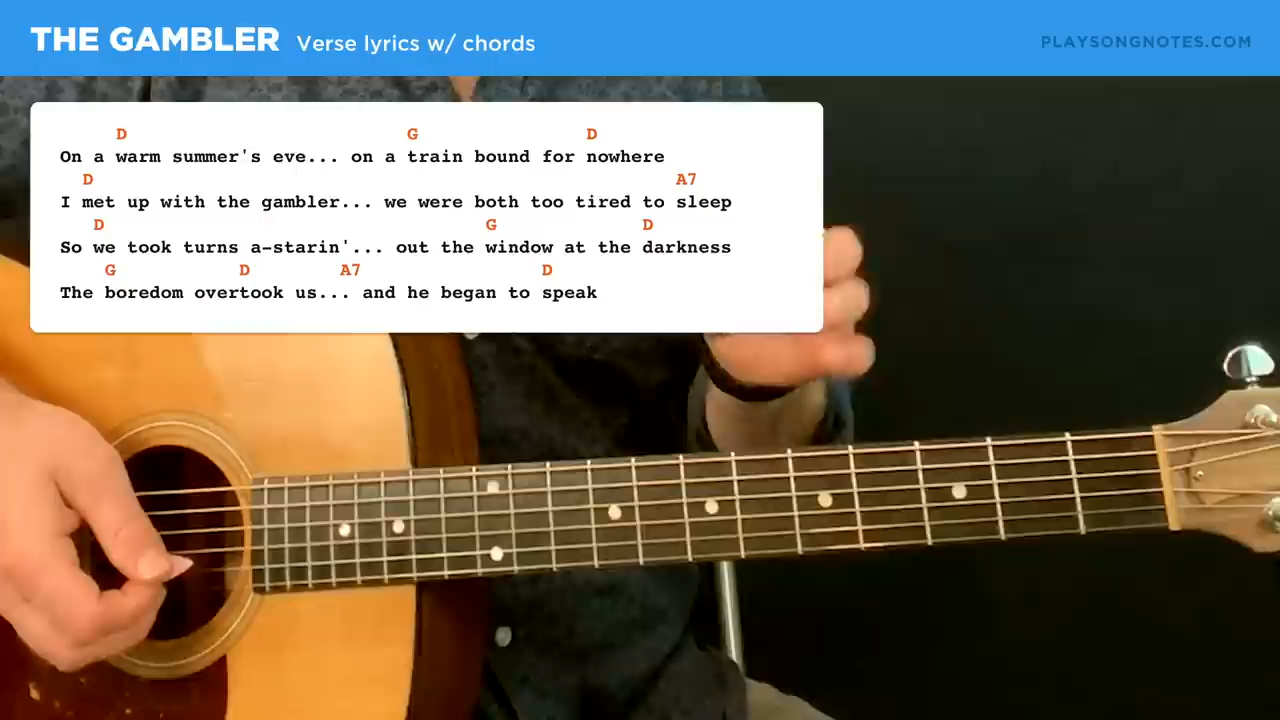 THE GAMBLER Verse lyrics w/ chords
PLAYSONGNOTES.COM
D G D
On a warm summer's eve... on a train bound for nowhere
D A7
I met up with the gambler... we were both too tired to sleep
D G D
So we took turns a-starin'... out the window at the darkness
G D A7 D
The boredom overtook us... and he began to speak